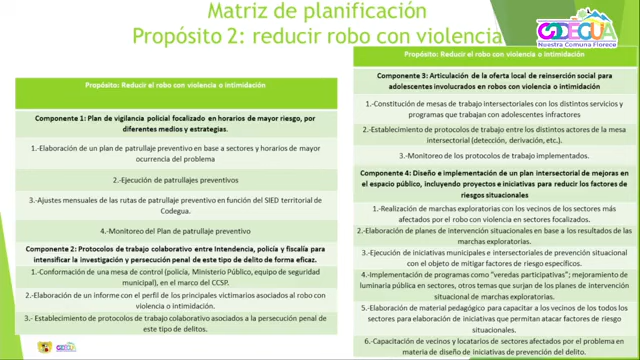 Matriz de planificación
Propósito 2: reducir robo con violencia
CODEGUA
Nuestra Comuna Florece
Propósito: Reducir el robo con violencia o intimidación
Componente 1: Plan de vigilancia policial focalizado en horarios de mayor riesgo, por
diferentes medios y estrategias.
1.-Elaboración de un plan de patrullaje preventivo en base a sectores y horarios de mayor
ocurrencia del problema
2.-Ejecución de patrullajes preventivos
3.-Ajustes mensuales de las rutas de patrullaje preventivo en función del SIED territorial de
Codegua.
4.-Monitoreo del Plan de patrullaje preventivo
Componente 2: Protocolos de trabajo colaborativo entre Intendencia, policía y fiscalía para
intensificar la investigación y persecución penal de este tipo de delito de forma eficaz.
1.-Conformación de una mesa de control (policía, Ministerio Público, equipo de seguridad
municipal), en el marco del CCSP.
2.-Elaboración de un informe con el perfil de los principales victimarios asociados al robo con
violencia o intimidación.
3.- Establecimiento de protocolos de trabajo colaborativo asociados a la persecución penal de
este tipo de delitos.
Propósito: Reducir el robo con violencia o intimidación
Componente 3: Articulación de la oferta local de reinserción social para
adolescentes involucrados en robos con violencia o intimidación
1.-Constitución de mesas de trabajo intersectoriales con los distintos servicios y
programas que trabajan con adolescentes infractores
2.-Establecimiento de protocolos de trabajo entre los distintos actores de la mesa
intersectorial (detección, derivación, etc.).
3.-Monitoreo de los protocolos de trabajo implementados.
Componente 4: Diseño e Implementación de un plan intersectorial de mejoras en
el espacio público, incluyendo proyectos e iniciativas para reducir los factores de
riesgos situacionales
1.-Realización de marchas exploratorias con los vecinos de los sectores más
afectados por el robo con violencia en sectores focalizados.
2.-Elaboración de planes de intervención situacionales en base a los resultados de las
marchas exploratorias.
3.-Ejecución de iniciativas municipales e intersectoriales de prevención situacional
con el objeto de mitigar factores de riesgo específicos.
4.-Implementación de programas como “veredas participativas”; mejoramiento de
luminaria pública en sectores, otros temas que surjan de los planes de intervención
situacional de marchas exploratorias.
5.-Elaboración de material pedagógico para capacitar a los vecinos de los todos los
sectores para elaboración de iniciativas que permitan atacar factores de riesgo
situacionales.
6.-Capacitación de vecinos y locatarios de sectores afectados por el problema en
materia de diseño de iniciativas de prevención del delito.
CODEGUA